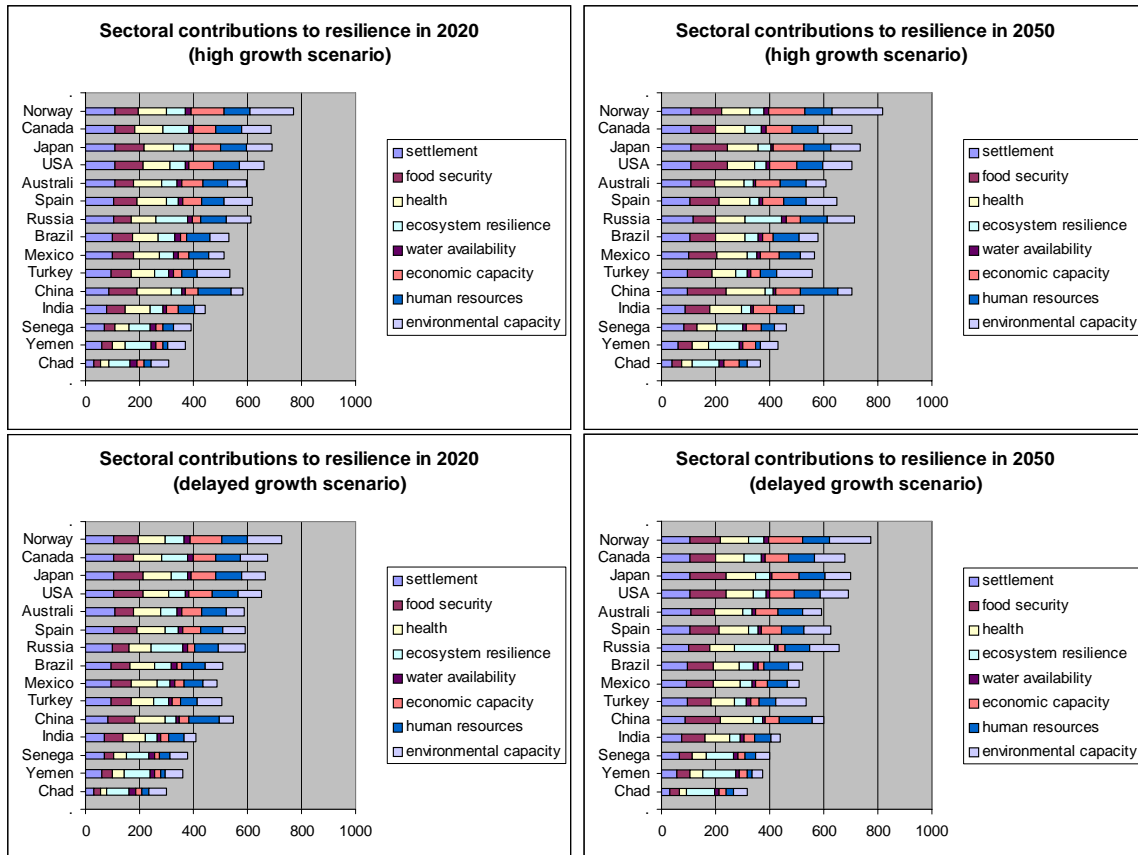 Sectoral contributions to resilience in 2020
(high growth scenario)
.
Norway
Canada
Japan
USA
Australi
Spain
Russia
Brazil
Mexico
Turkey
China
India
Senega
Yemen
Chad
.
0 200 400 600 800 1000
settlement
food security
health
ecosystem resilience
water availability
economic capacity
human resources
environmental capacity
Sectoral contributions to resilience in 2050
(high growth scenario)
.
Norway
Canada
Japan
USA
Australi
Spain
Russia
Brazil
Mexico
Turkey
China
India
Senega
Yemen
Chad
.
0 200 400 600 800 1000
settlement
food security
health
ecosystem resilience
water availability
economic capacity
human resources
environmental capacity
Sectoral contributions to resilience in 2020
(delayed growth scenario)
.
Norway
Canada
Japan
USA
Australi
Spain
Russia
Brazil
Mexico
Turkey
China
India
Senega
Yemen
Chad
.
0 200 400 600 800 1000
settlement
food security
health
ecosystem resilience
water availability
economic capacity
human resources
environmental capacity
Sectoral contributions to resilience in 2050
(delayed growth scenario)
.
Norway
Canada
Japan
USA
Australi
Spain
Russia
Brazil
Mexico
Turkey
China
India
Senega
Yemen
Chad
.
0 200 400 600 800 1000
settlement
food security
health
ecosystem resilience
water availability
economic capacity
human resources
environmental capacity